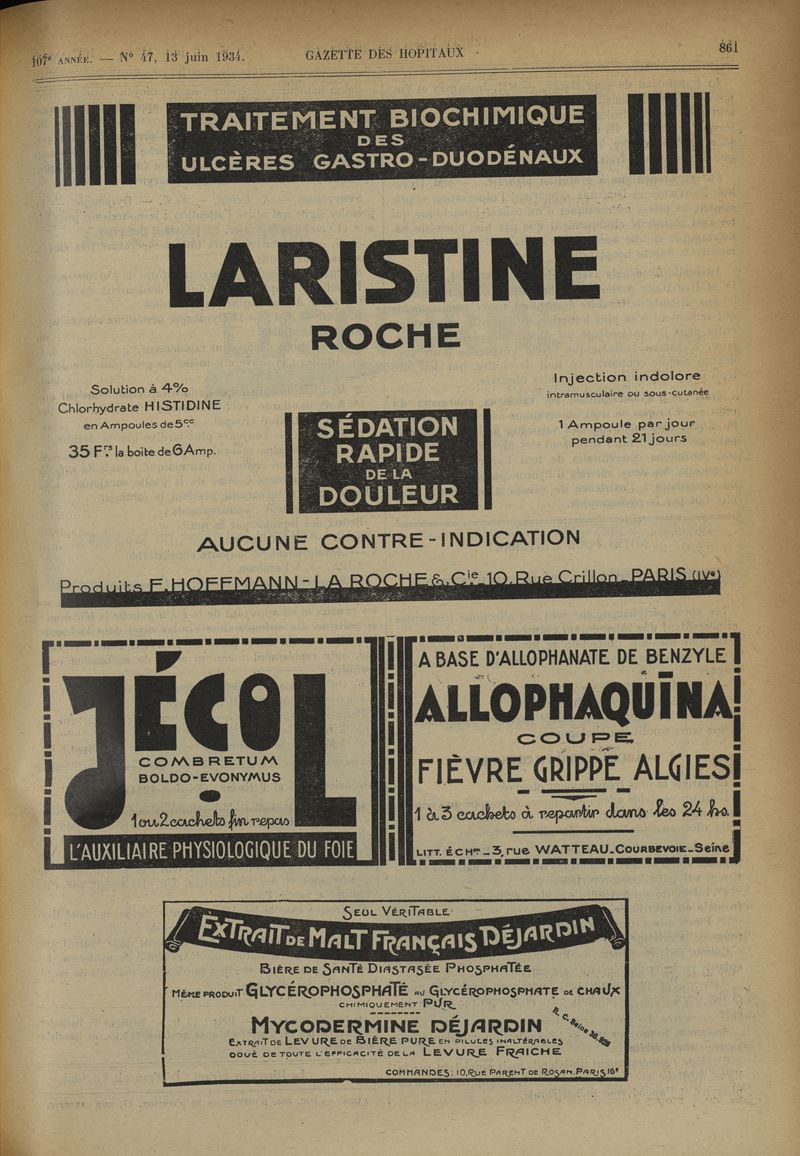 107e ANNÉE. — No 47, 13 juin 1934.
GAZETTE DES HOPITAUX
861
TRAITEMENT BIOCHIMIQUE
DES
ULCÈRES GASTRO-DUODÉNAUX
LARISTINE
ROCHE
Solution à 4%
Chlorhydrate HISTIDINE
en Ampoules de 5cc
35 Frs la boite de 6 Amp.
SÉDATION
RAPIDE
DE LA
DOULEUR
Injection indolore
intramusculaire ou sous-cutanée
1 Ampoule par jour
pendant 21 jours
AUCUNE CONTRE-INDICATION
Produits F. HOFFMANN-LA ROCHE & Cie 10, Rue Crillon_PARIS (IVe)
JÉCOL
COMBRETUM
BOLDO-EVONYMUS
1 ou 2 cachets fin repas
L'AUXILIAIRE PHYSIOLOGIQUE DU FOIE
A BASE D'ALLOPHANATE DE BENZYLE
ALLOPHAQUINA
COUPE
FIÈVRE GRIPPE ALGIES
1 à 3 cachets à repartir dans les 24 hs.
LITT. ÉCHons_3, rue WATTEAU_COURBEVOIE_Seine
SEUL VÉRITABLE
EXTRAIT DE MALT FRANÇAIS DÉJARDIN
BIÈRE DE SANTÉ DIASTASÉE PHOSPHATÉE
MÊME PRODUIT GLYCÉROPHOSPHATÉ AU GLYCÉROPHOSPHATE DE CHAUX
CHIMIQUEMENT PUR
MYCODERMINE DÉJARDIN
R. C. Seine
EXTRAIT DE LEVURE DE BIÈRE PURE EN PILULES INALTÉRABLES
DOUÉ DE TOUTE L'EFFICACITÉ DE LA LEVURE FRAICHE
COMMANDES: 10, RUE PARENT DE ROSAN. PARIS 16e